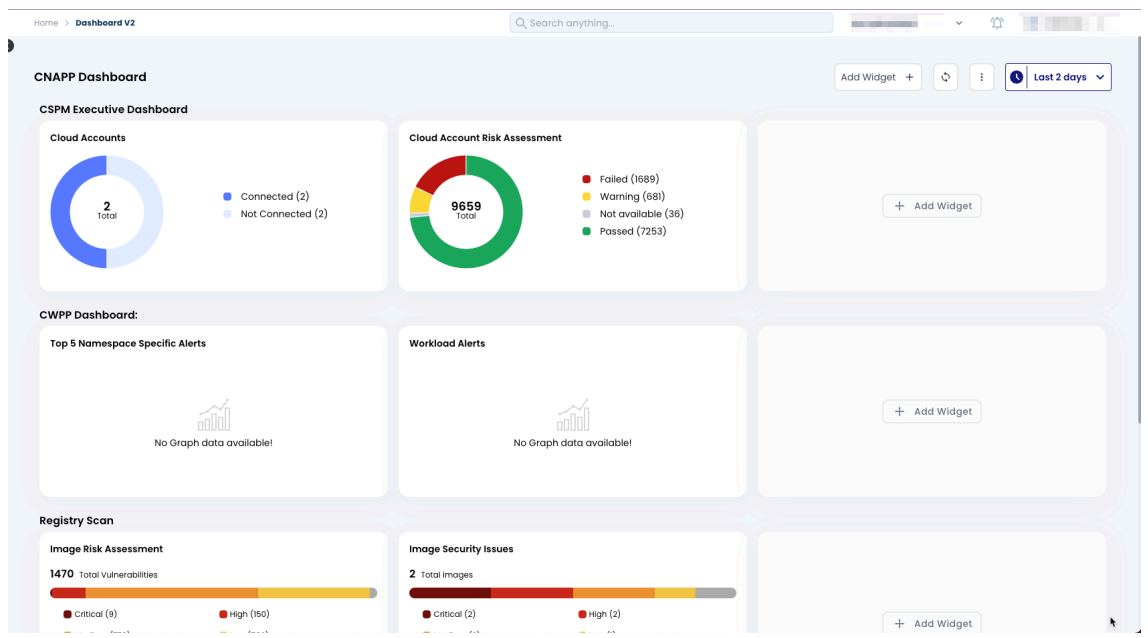 Home > Dashboard V2
Search anything...
CNAPP Dashboard
Add Widget +
Last 2 days
CSPM Executive Dashboard
Cloud Accounts
2
Total
Connected (2)
Not Connected (2)
Cloud Account Risk Assessment
9659
Total
Failed (1689)
Warning (681)
Not available (36)
Passed (7253)
+ Add Widget
CWPP Dashboard:
Top 5 Namespace Specific Alerts
No Graph data available!
Workload Alerts
No Graph data available!
+ Add Widget
Registry Scan
Image Risk Assessment
1470 Total Vulnerabilities
Critical (9)
High (150)
Image Security Issues
2 Total Images
Critical (2)
High (2)
+ Add Widget